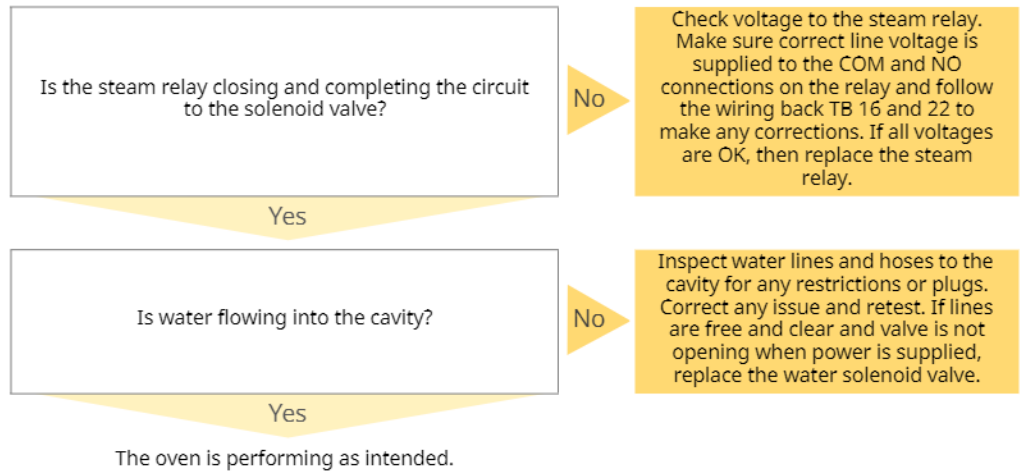 Is the steam relay closing and completing the circuit
to the solenoid valve?
No
Check voltage to the steam relay.
Make sure correct line voltage is
supplied to the COM and NO
connections on the relay and follow
the wiring back TB 16 and 22 to
make any corrections. If all voltages
are OK, then replace the steam
relay.
Yes
Is water flowing into the cavity?
No
Inspect water lines and hoses to the
cavity for any restrictions or plugs.
Correct any issue and retest. If lines
are free and clear and valve is not
opening when power is supplied,
replace the water solenoid valve.
Yes
The oven is performing as intended.